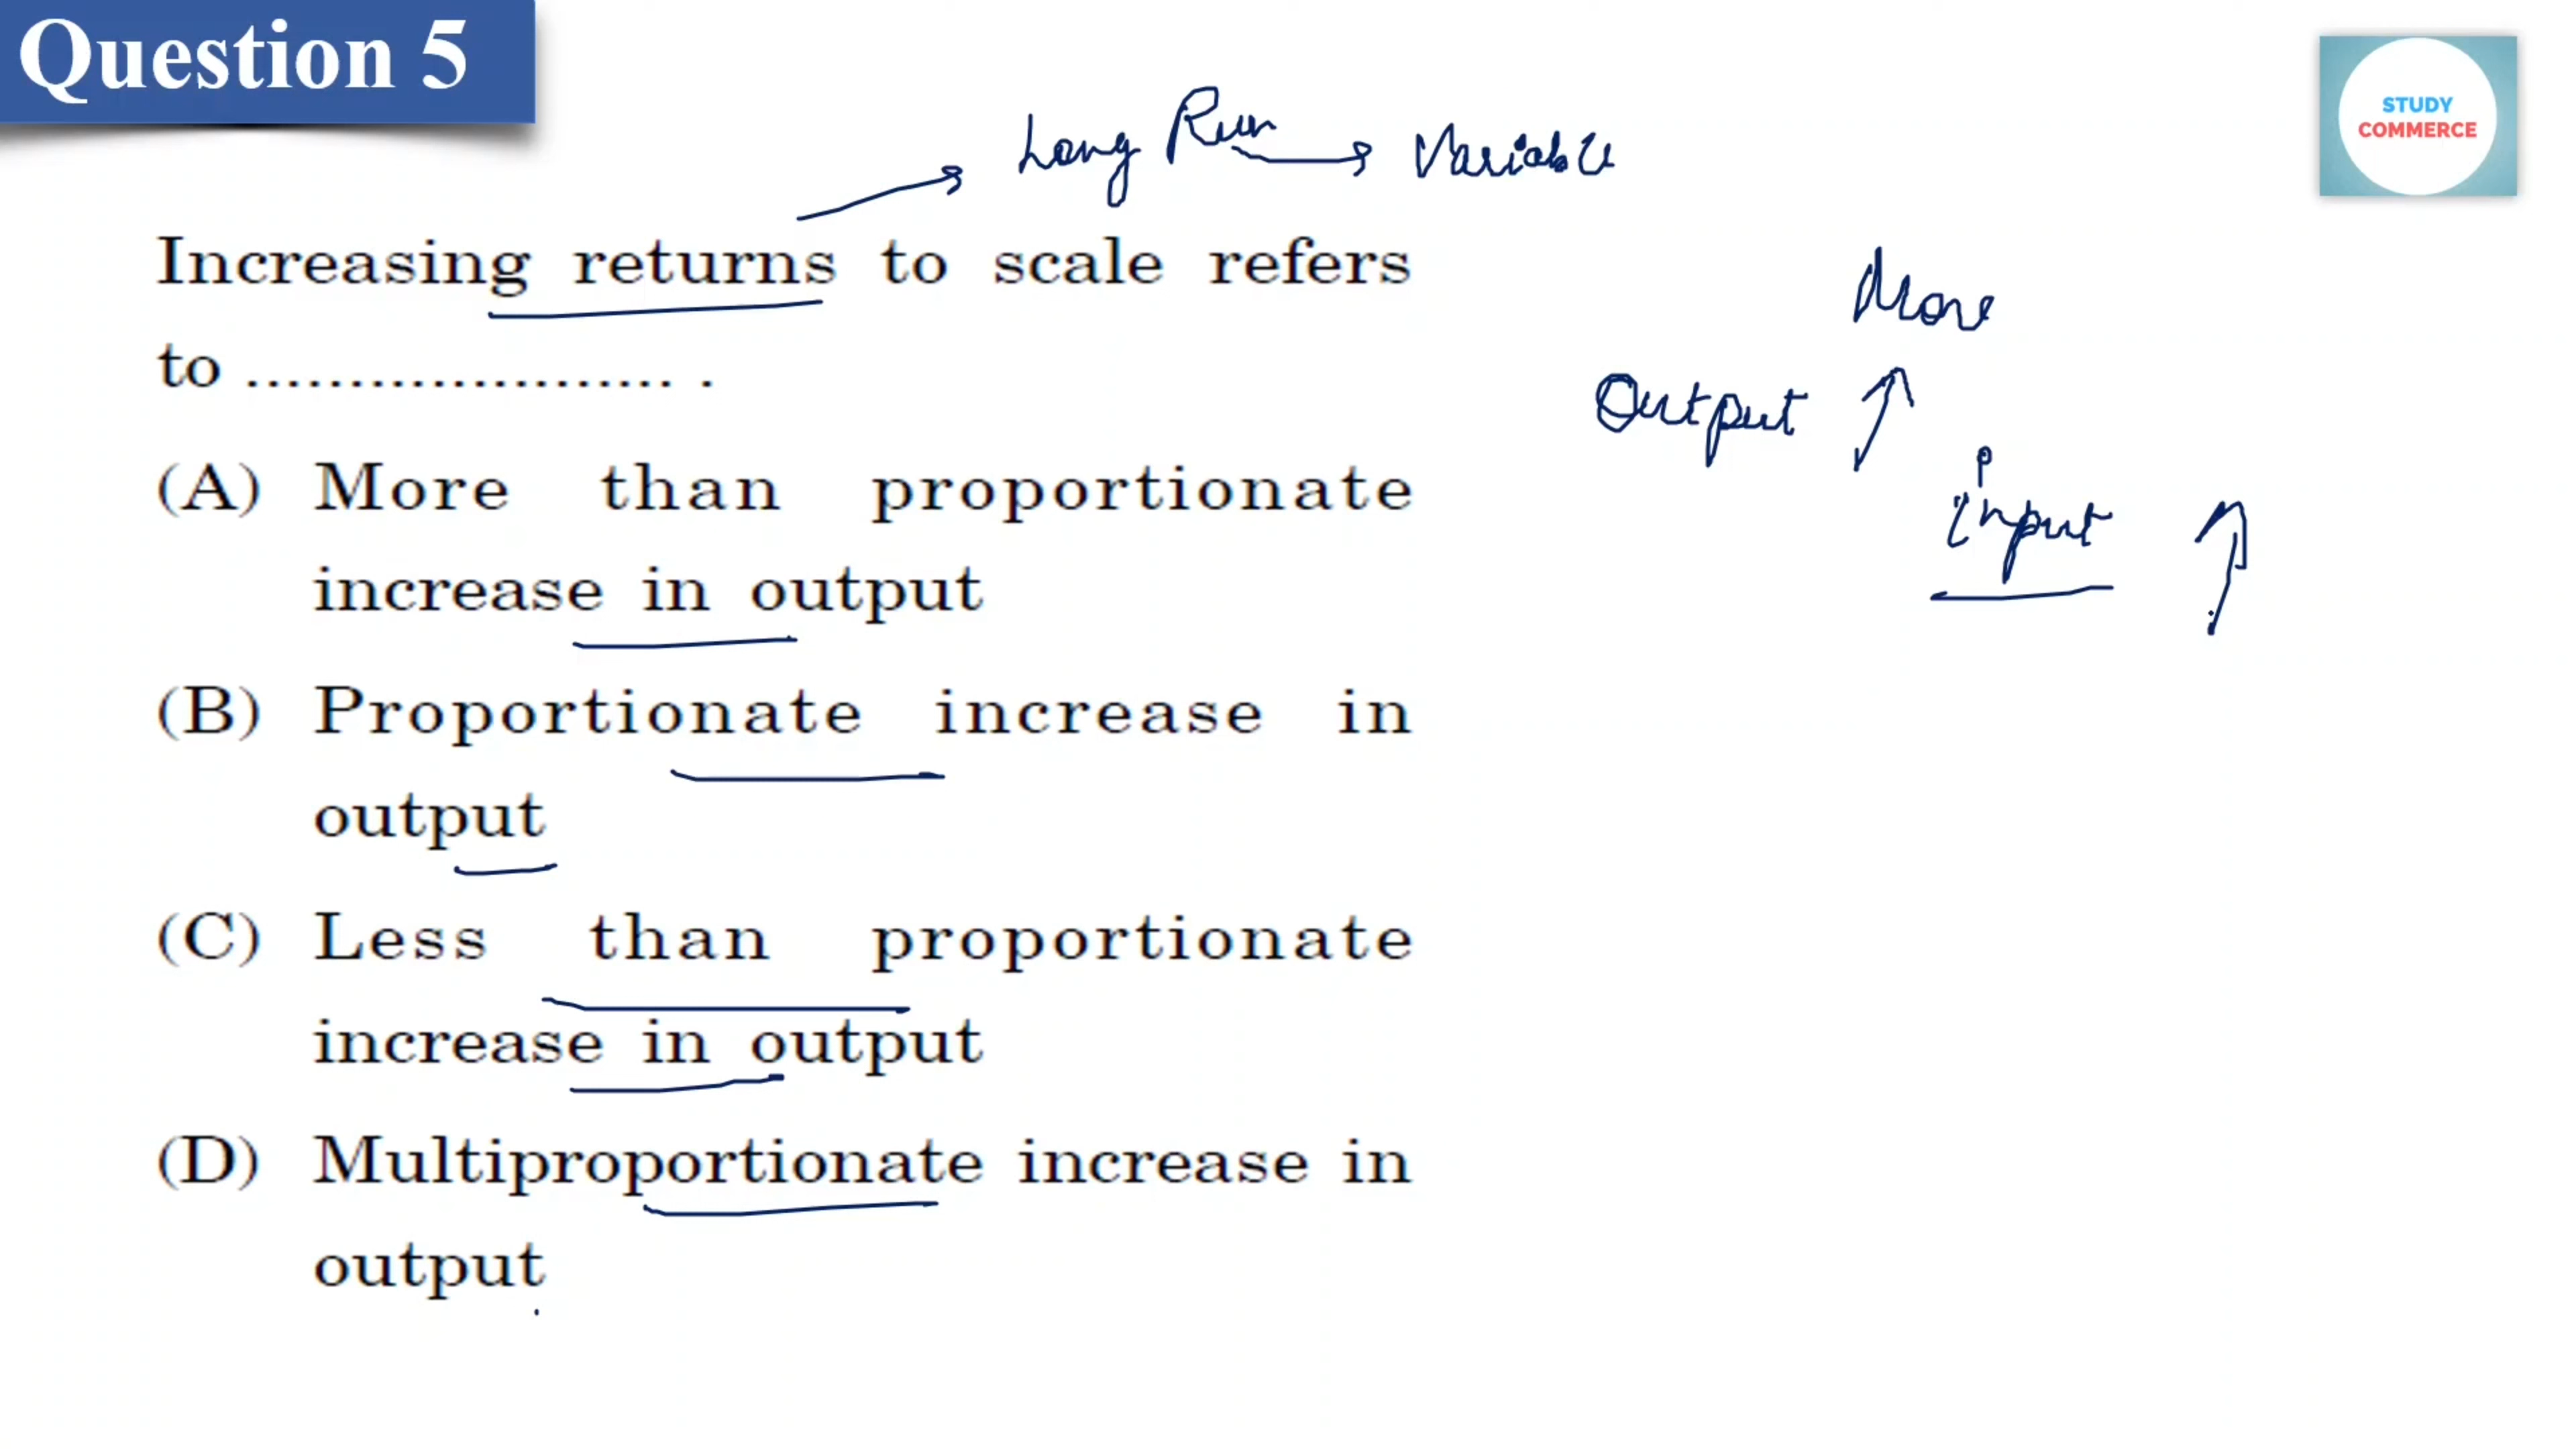 Question 5
STUDY
COMMERCE
Long Run → Variable
Increasing returns to scale refers
to ..................... .
More
Output ↑
Input ↑
(A) More than proportionate
increase in output
(B) Proportionate increase in
output
(C) Less than proportionate
increase in output
(D) Multiproportionate increase in
output